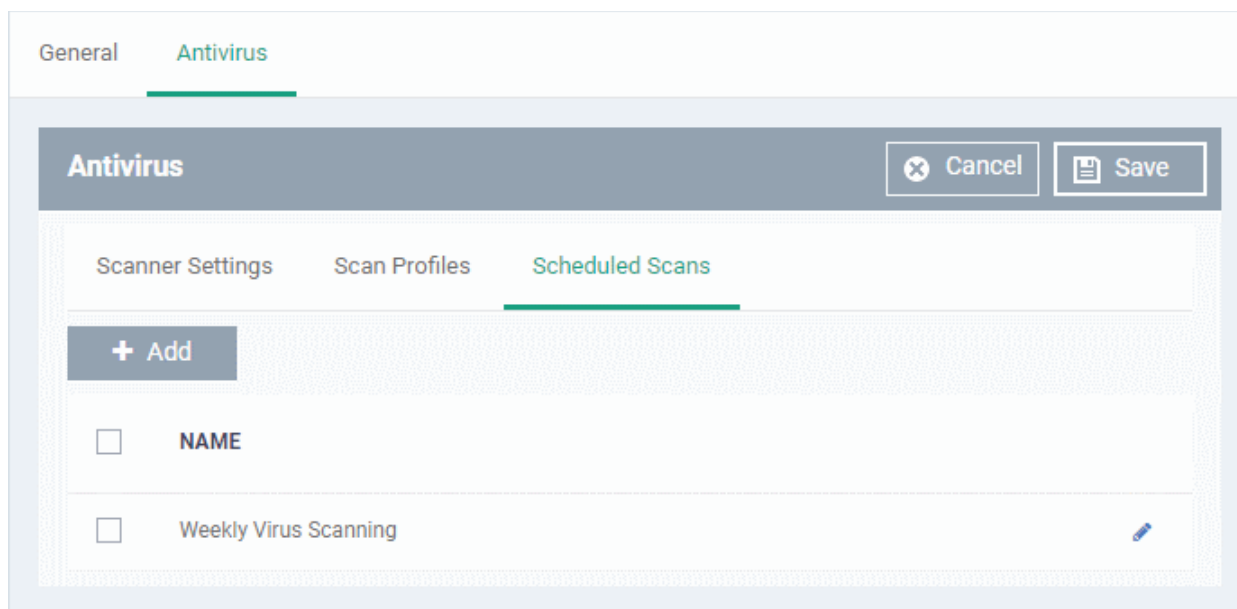 General Antivirus
Antivirus Cancel Save
Scanner Settings Scan Profiles Scheduled Scans
+ Add
NAME
Weekly Virus Scanning